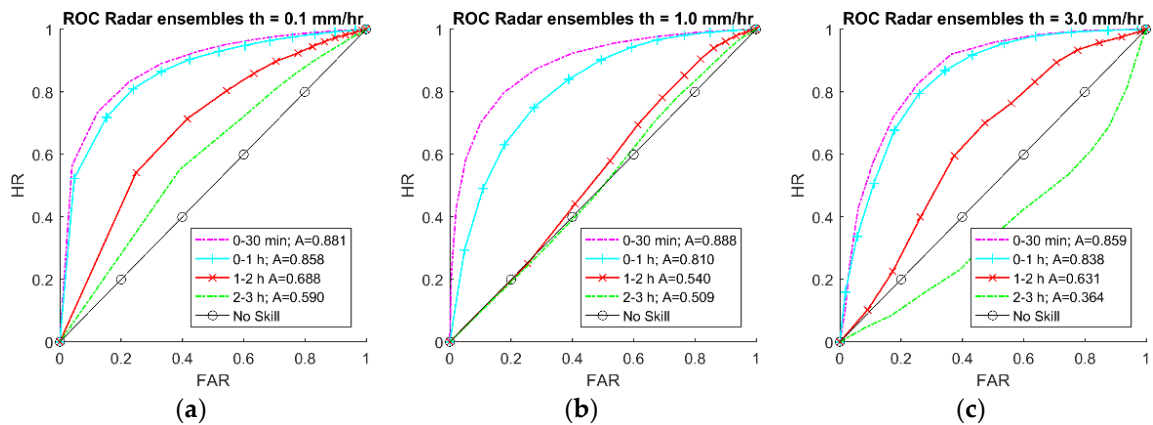 ROC Radar ensembles th = 0.1 mm/hr
1
0.8
0.6
0.4
0.2
0
HR
0-30 min; A=0.881
0-1 h; A=0.858
1-2 h A=0.688
2-3 h; A=0.590
No Skill
0 0.2 0.4 0.6 0.8 1
FAR
(a)
ROC Radar ensembles th = 1.0 mm/hr
1
0.8
0.6
0.4
0.2
0
HR
0-30 min; A=0.888
0-1 h; A=0.810
1-2 h A=0.540
2-3 h; A=0.509
No Skill
0 0.2 0.4 0.6 0.8 1
FAR
(b)
ROC Radar ensembles th = 3.0 mm/hr
1
0.8
0.6
0.4
0.2
0
HR
0-30 min; A=0.859
0-1 h; A=0.838
1-2 h A=0.631
2-3 h; A=0.364
No Skill
0 0.2 0.4 0.6 0.8 1
FAR
(c)